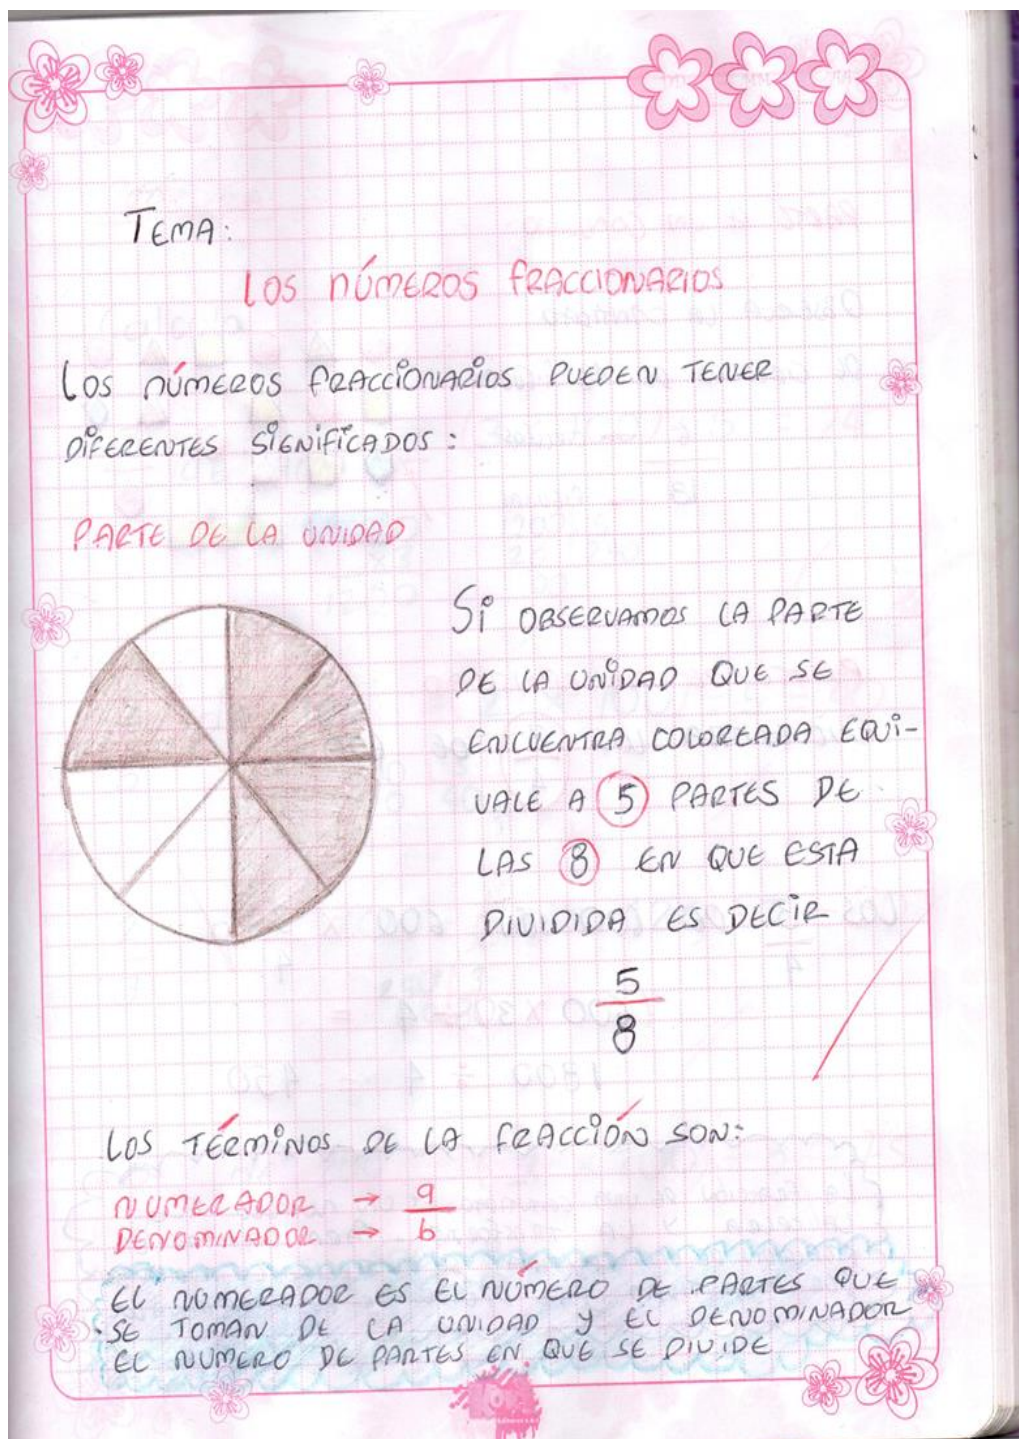 TEMA:
LOS NÚMEROS FRACCIONARIOS
LOS NÚMEROS FRACCIONARIOS PUEDEN TENER
DIFERENTES SIGNIFICADOS:
PARTE DE LA UNIDAD
SI OBSERVAMOS LA PARTE
DE LA UNIDAD QUE SE
ENCUENTRA COLOREADA EQUI-
VALE A 5 PARTES DE
LAS 8 EN QUE ESTA
DIVIDIDA ES DECIR
5
8
LOS TÉRMINOS DE LA FRACCIÓN SON:
NUMERADOR → a
DENOMINADOR → b
EL NUMERADOR ES EL NÚMERO DE PARTES QUE
SE TOMAN DE LA UNIDAD Y EL DENOMINADOR
EL NUMERO DE PARTES EN QUE SE DIVIDE